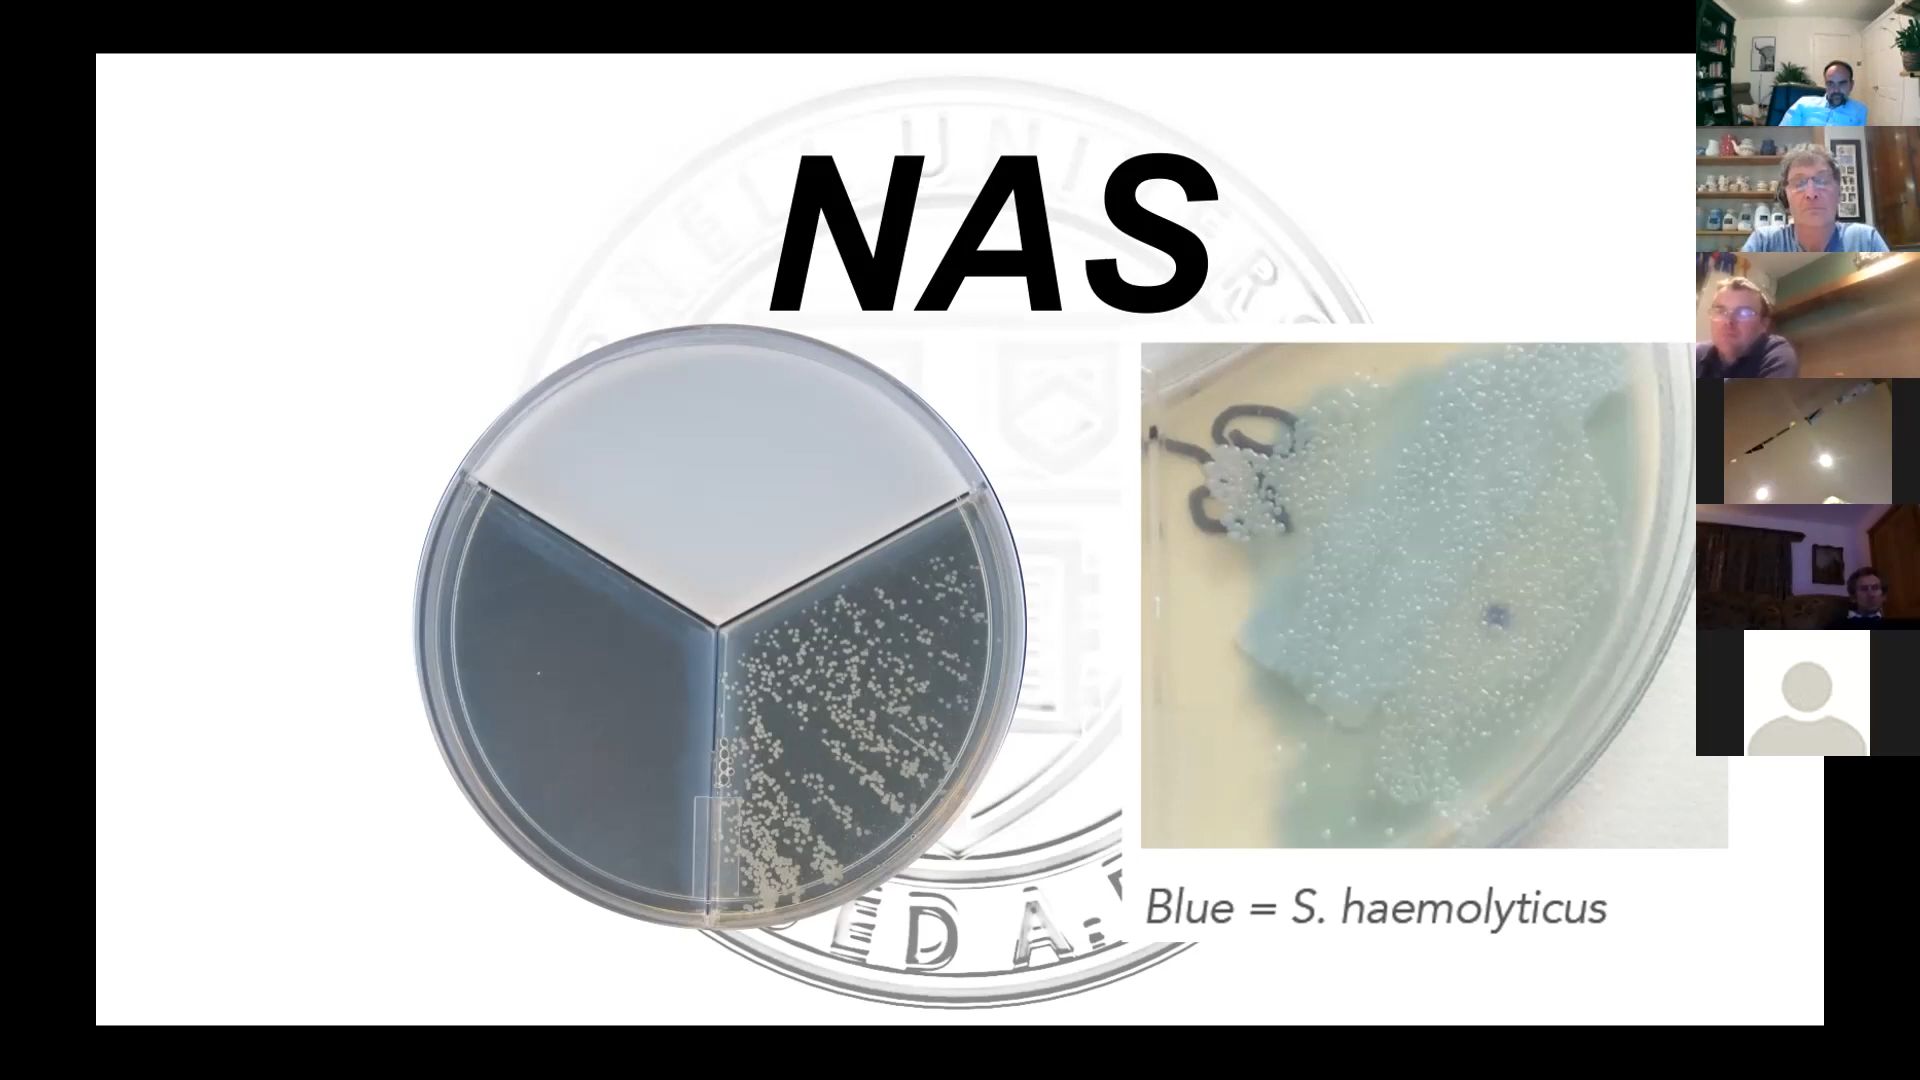 NAS
Blue = S. haemolyticus